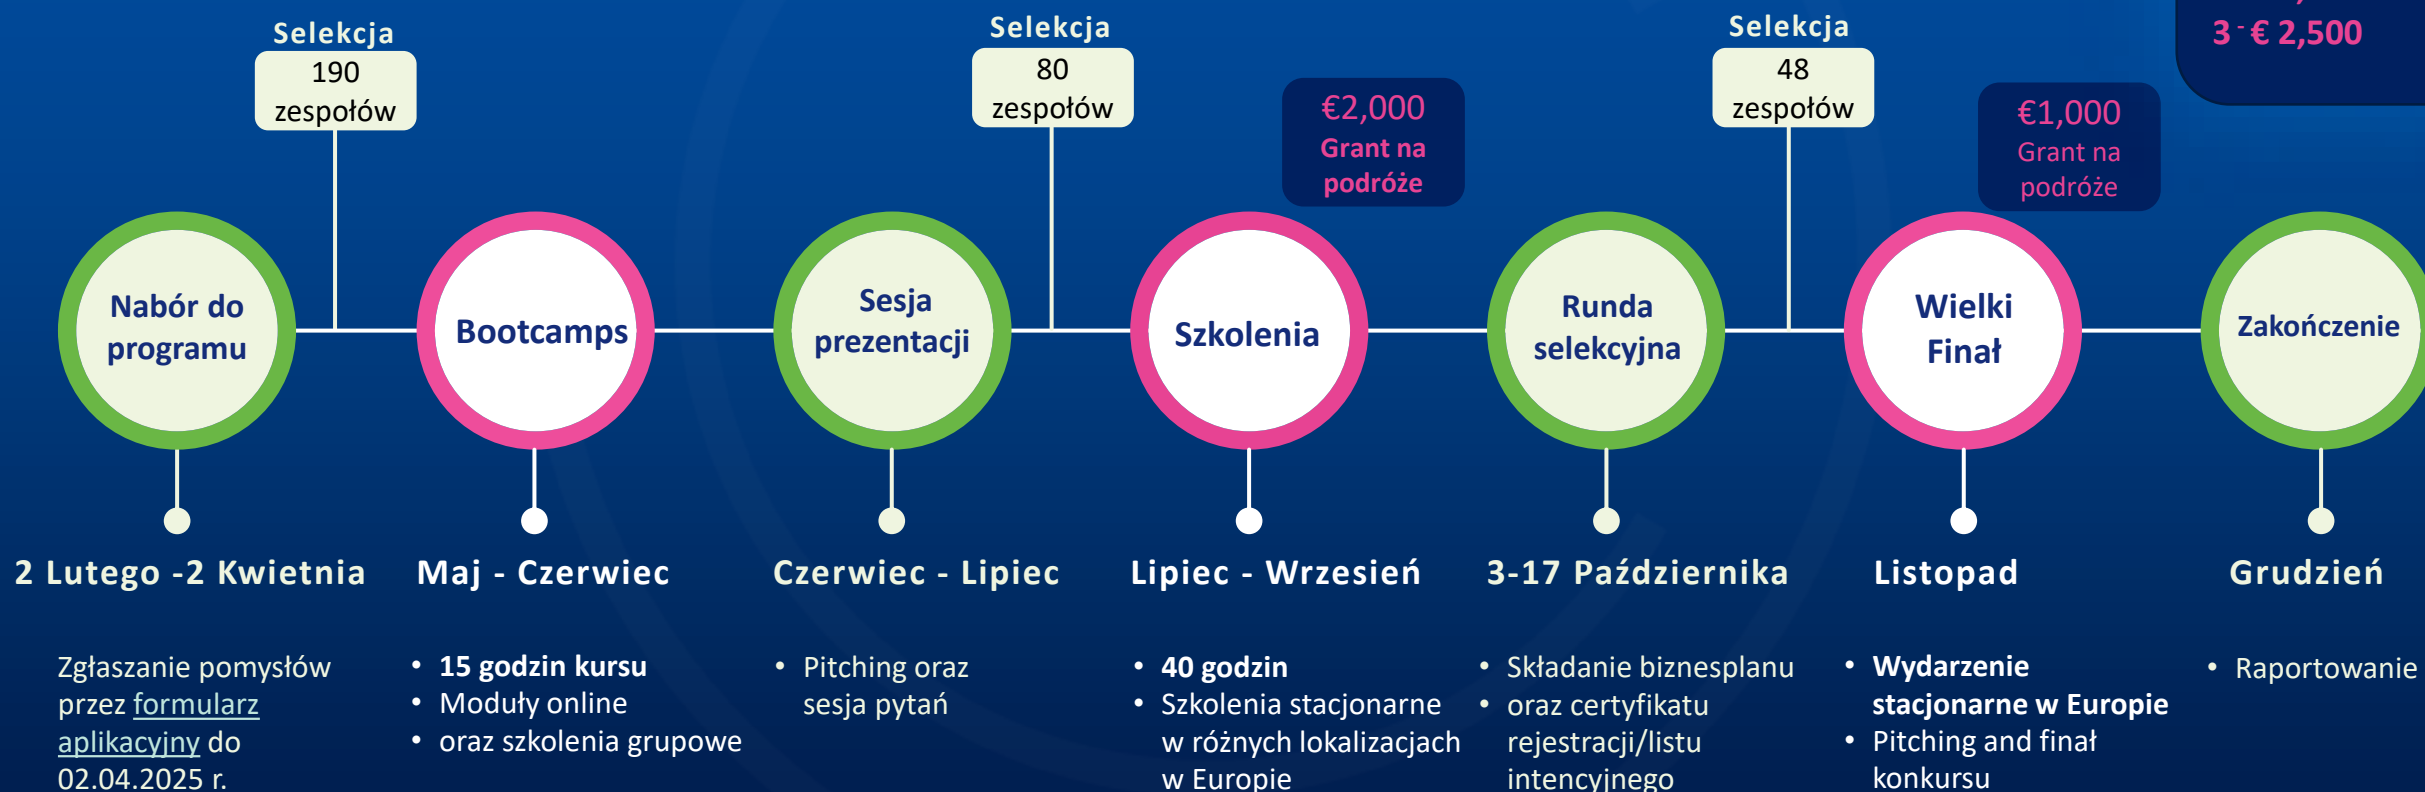 Selekcja
190
zespołów
Selekcja
80
zespołów
€2,000
Grant na
podróże
Selekcja
48
zespołów
€1,000
Grant na
podróże
3 - € 2,500
Nabór do
programu
Bootcamps
Sesja
prezentacji
Szkolenia
Runda
selekcyjna
Wielki
Finał
Zakończenie
2 Lutego -2 Kwietnia
Zgłaszanie pomysłów
przez formularz
aplikacyjny do
02.04.2025 r.
Maj - Czerwiec
• 15 godzin kursu
• Moduły online
• oraz szkolenia grupowe
Czerwiec - Lipiec
• Pitching oraz
sesja pytań
Lipiec - Wrzesień
• 40 godzin
• Szkolenia stacjonarne
w różnych lokalizacjach
w Europie
3-17 Października
• Składanie biznesplanu
• oraz certyfikatu
rejestracji/listu
intencyjnego
Listopad
• Wydarzenie
stacjonarne w Europie
• Pitching and finał
konkursu
Grudzień
• Raportowanie